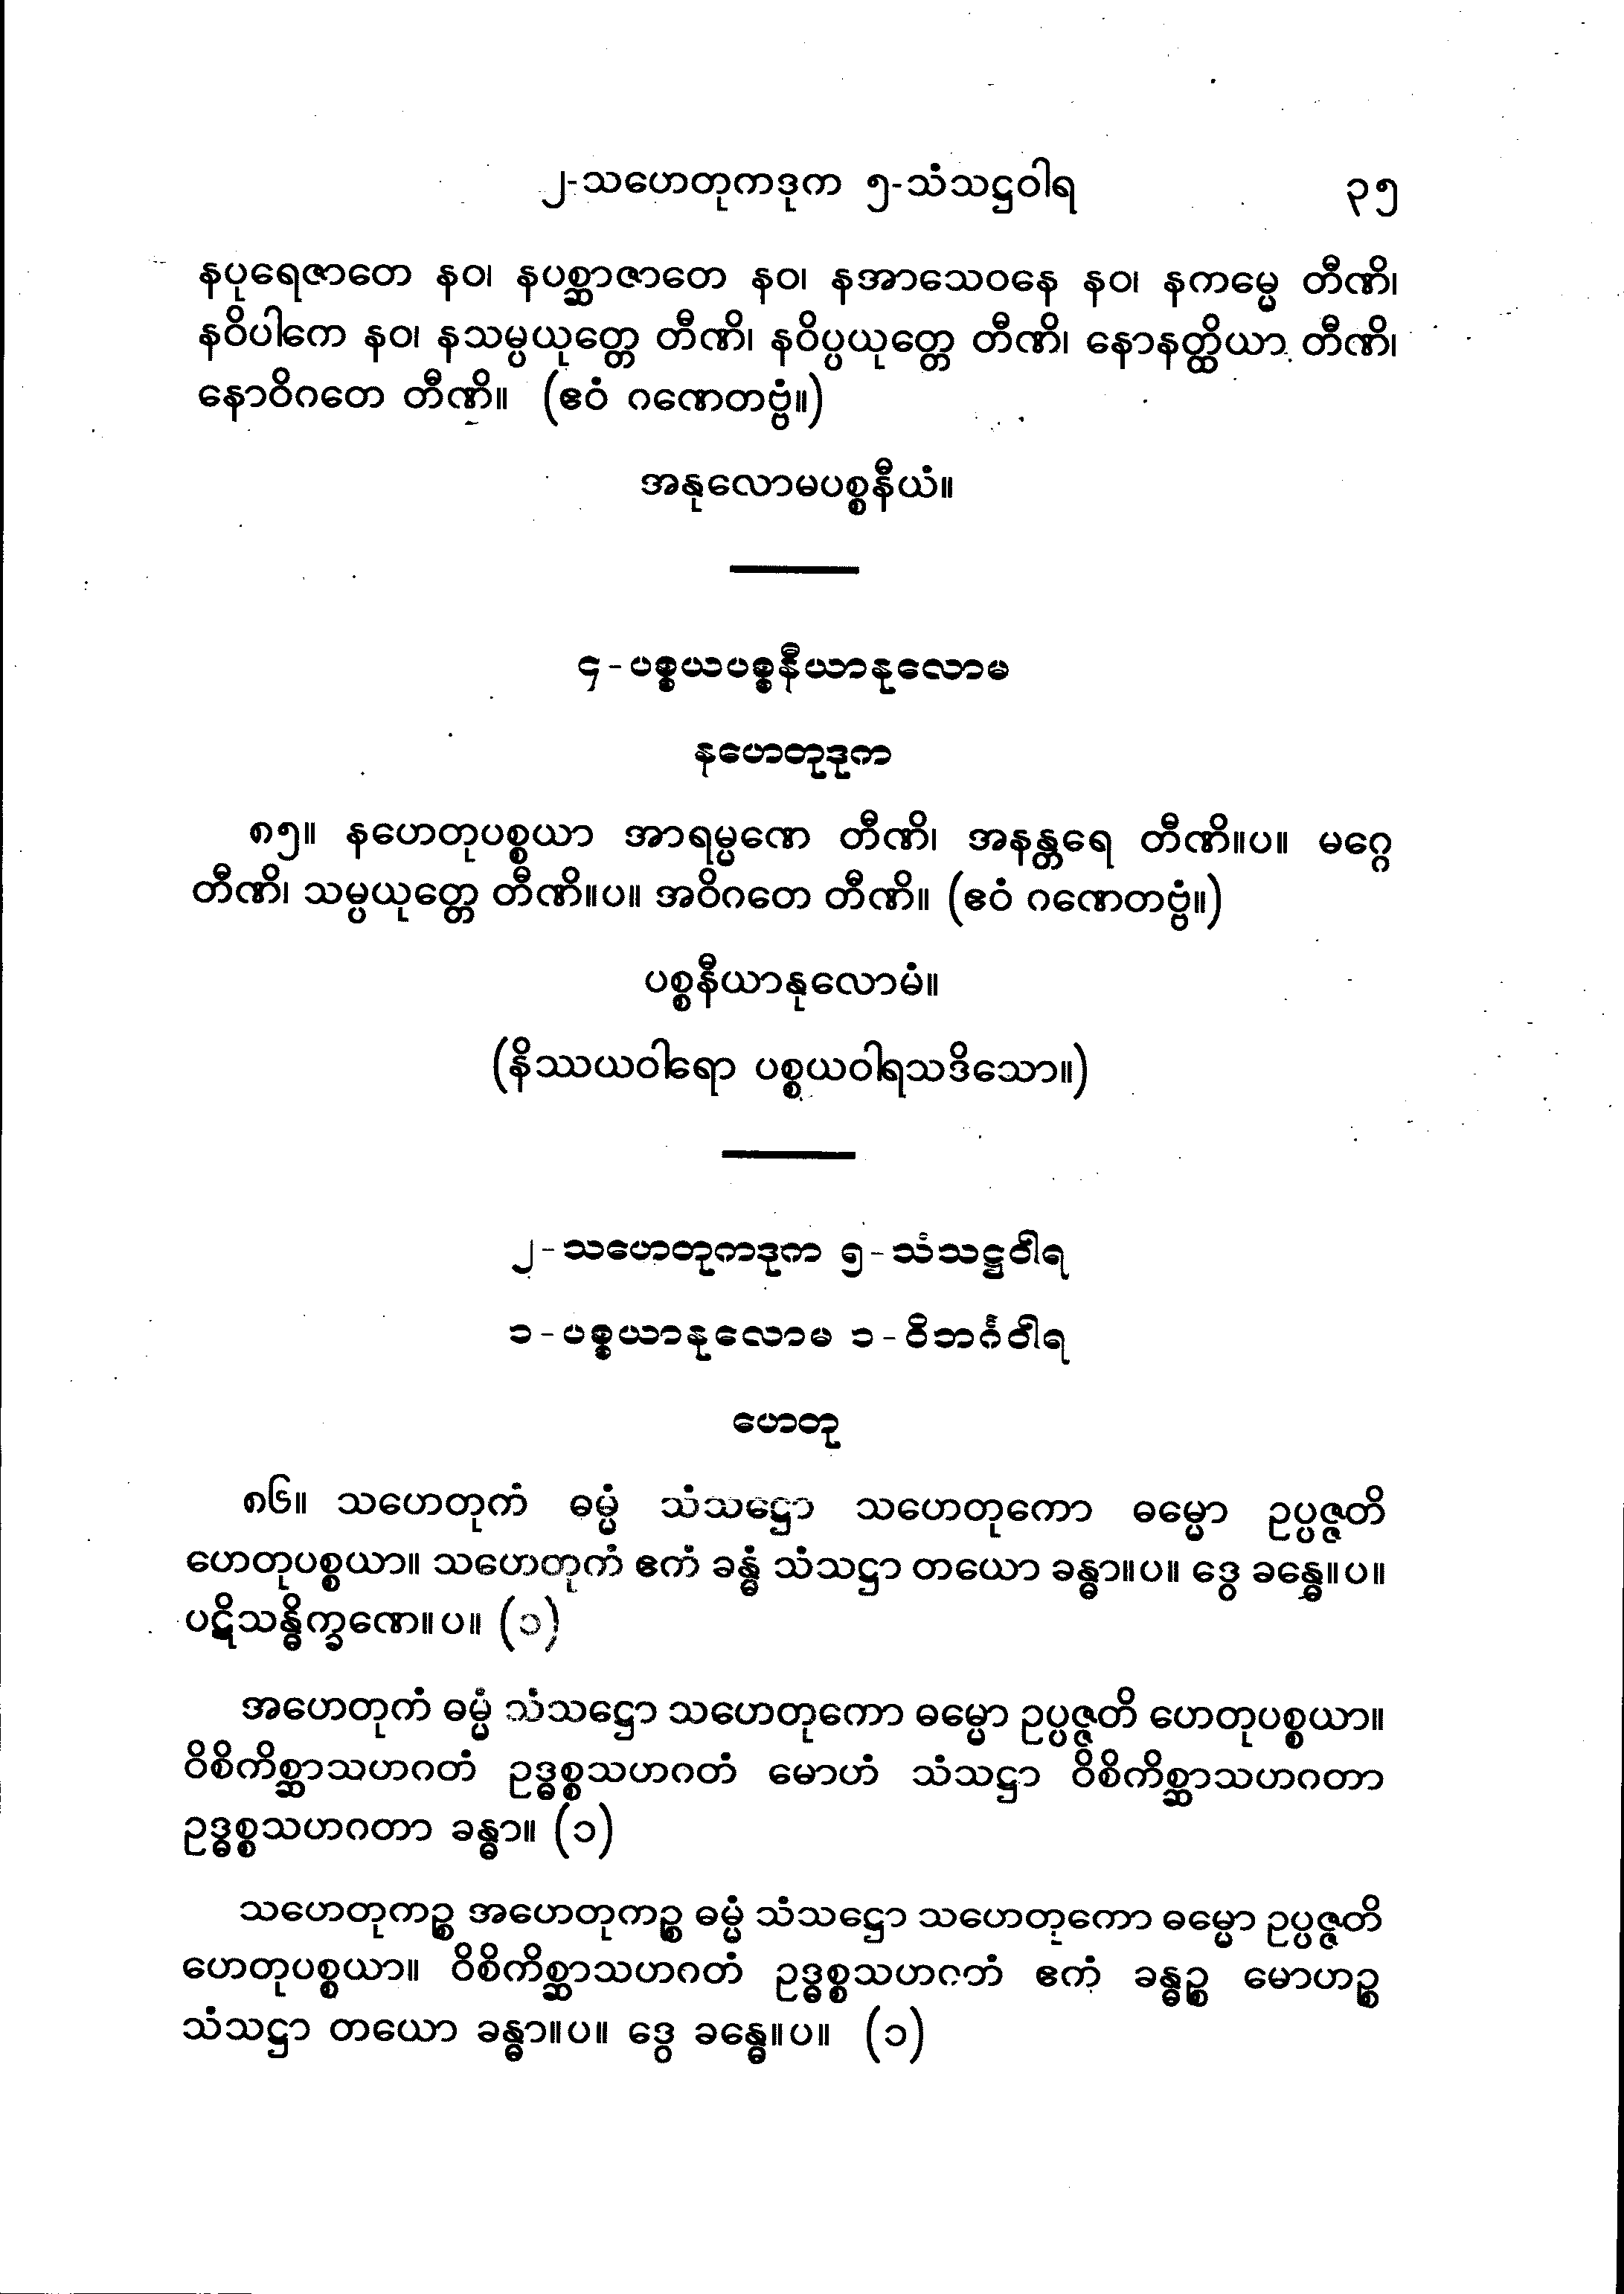 ၂-သဟေတုကဒုက ၅-သံသဋ္ဌဝါရ ၃၅
နပုရေဇာတေ နဝ၊ နပစ္ဆာဇာတေ နဝ၊ နအာသေဝနေ နဝ၊ နကမ္မေ တီဏိ၊
နဝိပါကေ နဝ၊ နသမ္ပယုတ္တေ တီဏိ၊ နဝိပ္ပယုတ္တေ တီဏိ၊ နောနတ္ထိယာ တီဏိ၊
နောဝိဂတေ တီဏိ။ (ဧဝံ ဂဏေတဗ္ဗံ။)
အနုလောမပစ္စနီယံ။
၄-ပစ္စယပစ္စနီယာနုလောမ
နဟေတုဒုက
၈၅။ နဟေတုပစ္စယာ အာရမ္မဏေ တီဏိ၊ အနန္တရေ တီဏိ။ပ။ မဂ္ဂေ
တီဏိ၊ သမ္ပယုတ္တေ တီဏိ။ပ။ အဝိဂတေ တီဏိ။ (ဧဝံ ဂဏေတဗ္ဗံ။)
ပစ္စနီယာနုလောမံ။
(နိဿယဝါရော ပစ္စယဝါရသဒိသော။)
၂-သဟေတုကဒုက ၅-သံသဋ္ဌဝါရ
၁-ပစ္စယာနုလောမ ၁-ဝိဘင်္ဂဝါရ
ဟေတု
၈၆။ သဟေတုကံ ဓမ္မံ သံသဋ္ဌော သဟေတုကော ဓမ္မော ဥပ္ပဇ္ဇတိ
ဟေတုပစ္စယာ။ သဟေတုကံ ဧကံ ခန္ဓံ သံသဋ္ဌာ တယော ခန္ဓာ။ပ။ ဒွေ ခန္ဓေ။ပ။
ပဋိသန္ဓိက္ခဏေ။ပ။ (၁)
အဟေတုကံ ဓမ္မံ သံသဋ္ဌော သဟေတုကော ဓမ္မော ဥပ္ပဇ္ဇတိ ဟေတုပစ္စယာ။
ဝိစိကိစ္ဆာသဟဂတံ ဥဒ္ဓစ္စသဟဂတံ မောဟံ သံသဋ္ဌာ ဝိစိကိစ္ဆာသဟဂတာ
ဥဒ္ဓစ္စသဟဂတာ ခန္ဓာ။ (၁)
သဟေတုကဉ္စ အဟေတုကဉ္စ ဓမ္မံ သံသဋ္ဌော သဟေတုကော ဓမ္မော ဥပ္ပဇ္ဇတိ
ဟေတုပစ္စယာ။ ဝိစိကိစ္ဆာသဟဂတံ ဥဒ္ဓစ္စသဟဂတံ ဧကံ ခန္ဓဉ္စ မောဟဉ္စ
သံသဋ္ဌာ တယော ခန္ဓာ။ပ။ ဒွေ ခန္ဓေ။ပ။ (၁)